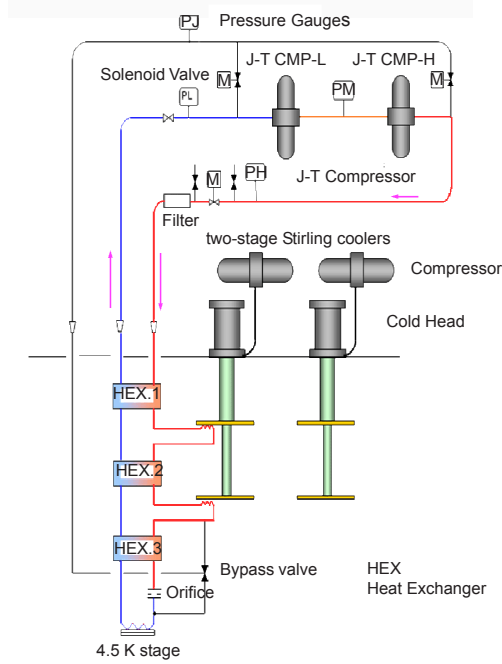 PJ Pressure Gauges
J-T CMP-L J-T CMP-H
Solenoid Valve
M M
PL PM
M PH J-T Compressor
Filter
two-stage Stirling coolers
Compressor
Cold Head
HEX.1
HEX.2
HEX.3
Bypass valve HEX
Orifice Heat Exchanger
4.5 K stage